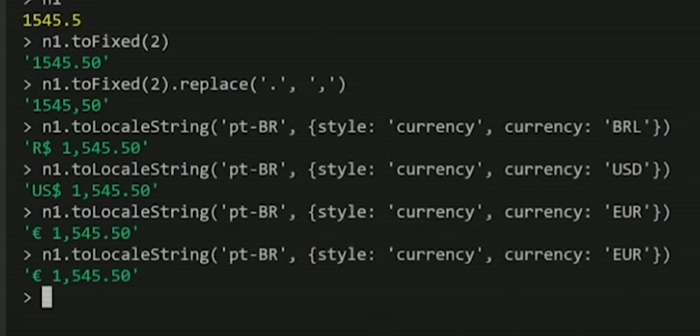 > n1
1545.5
> n1.toFixed(2)
'1545.50'
> n1.toFixed(2).replace('.', ',')
'1545,50'
> n1.toLocaleString('pt-BR', {style: 'currency', currency: 'BRL'})
'R$ 1,545.50'
> n1.toLocaleString('pt-BR', {style: 'currency', currency: 'USD'})
'US$ 1,545.50'
> n1.toLocaleString('pt-BR', {style: 'currency', currency: 'EUR'})
'€ 1,545.50'
> n1.toLocaleString('pt-BR', {style: 'currency', currency: 'EUR'})
'€ 1,545.50'
>